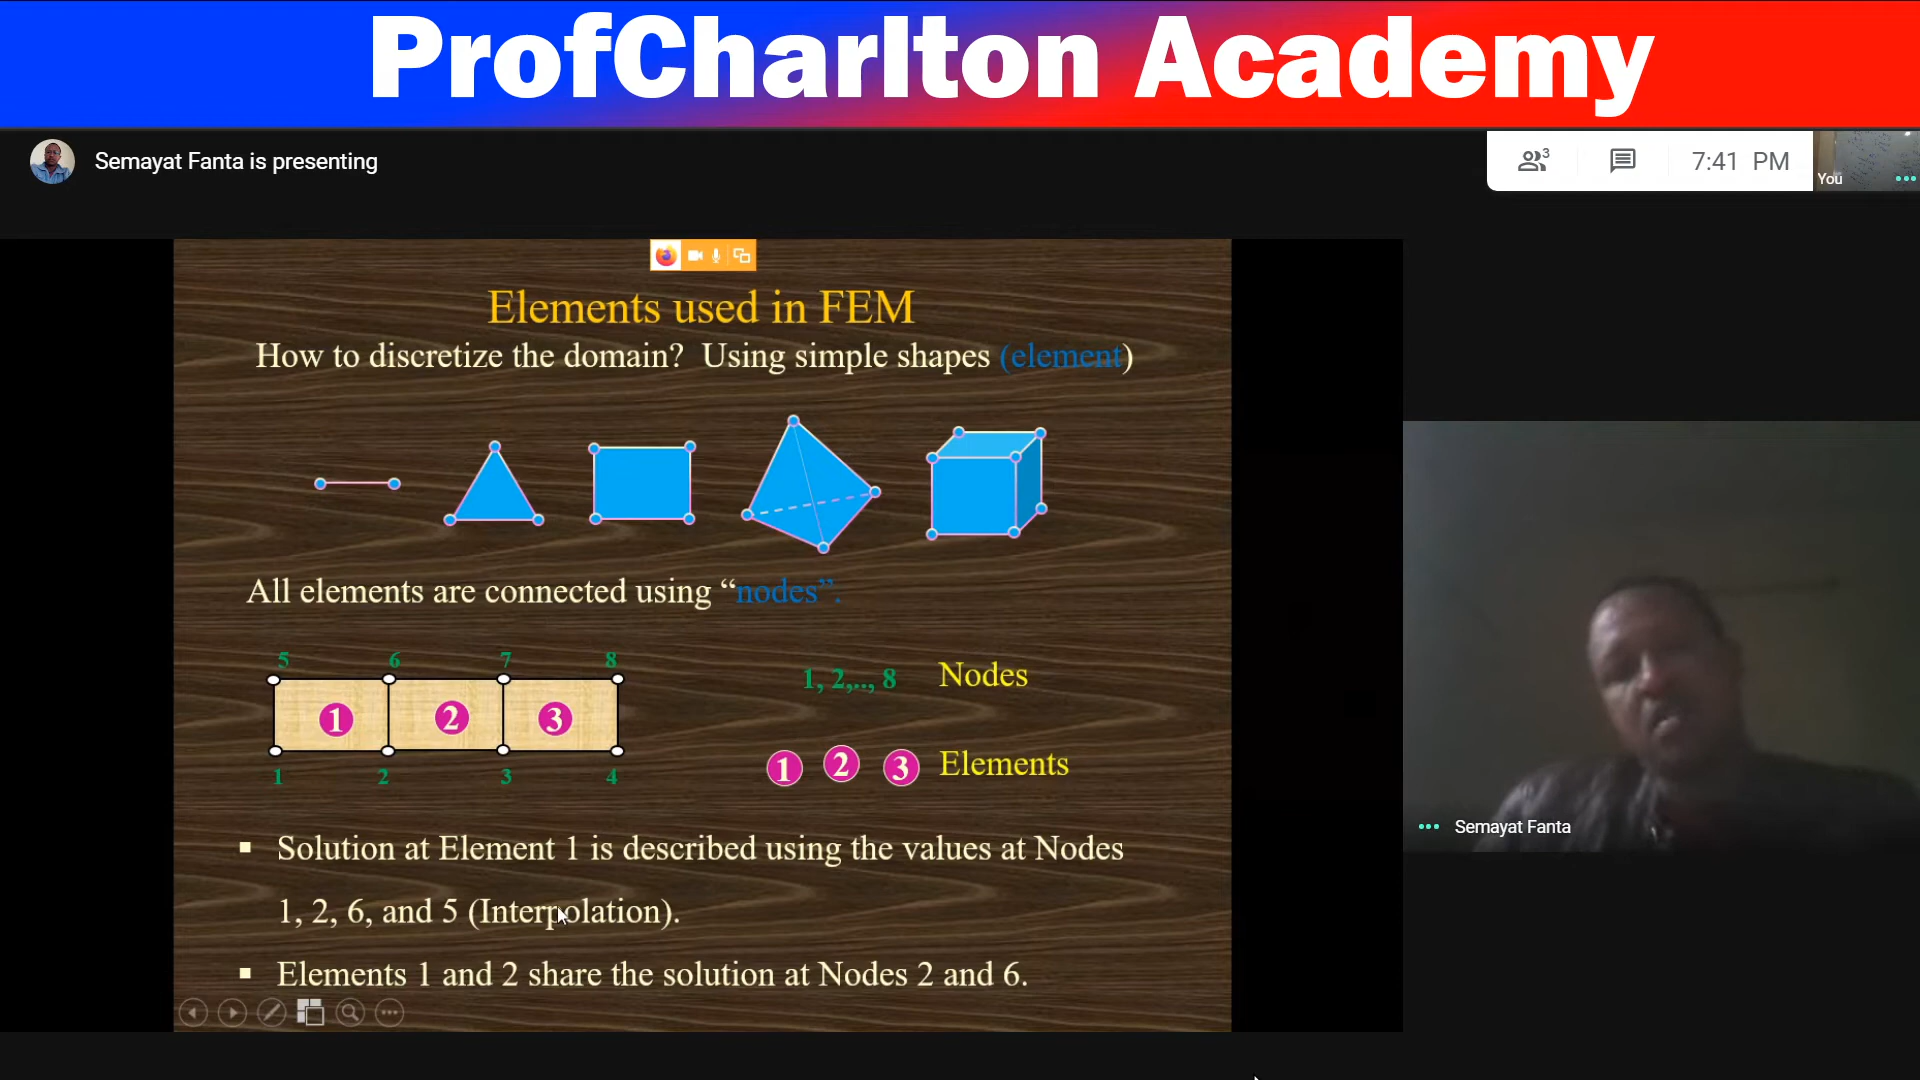 ProfCharlton Academy
Semayat Fanta is presenting
3
7:41 PM
You
Elements used in FEM
How to discretize the domain? Using simple shapes (element)
All elements are connected using “nodes”.
5 6 7 8
1 2 3
1 2 3 4
1, 2,.., 8 Nodes
1 2 3 Elements
▪ Solution at Element 1 is described using the values at Nodes
1, 2, 6, and 5 (Interpolation).
▪ Elements 1 and 2 share the solution at Nodes 2 and 6.
Semayat Fanta